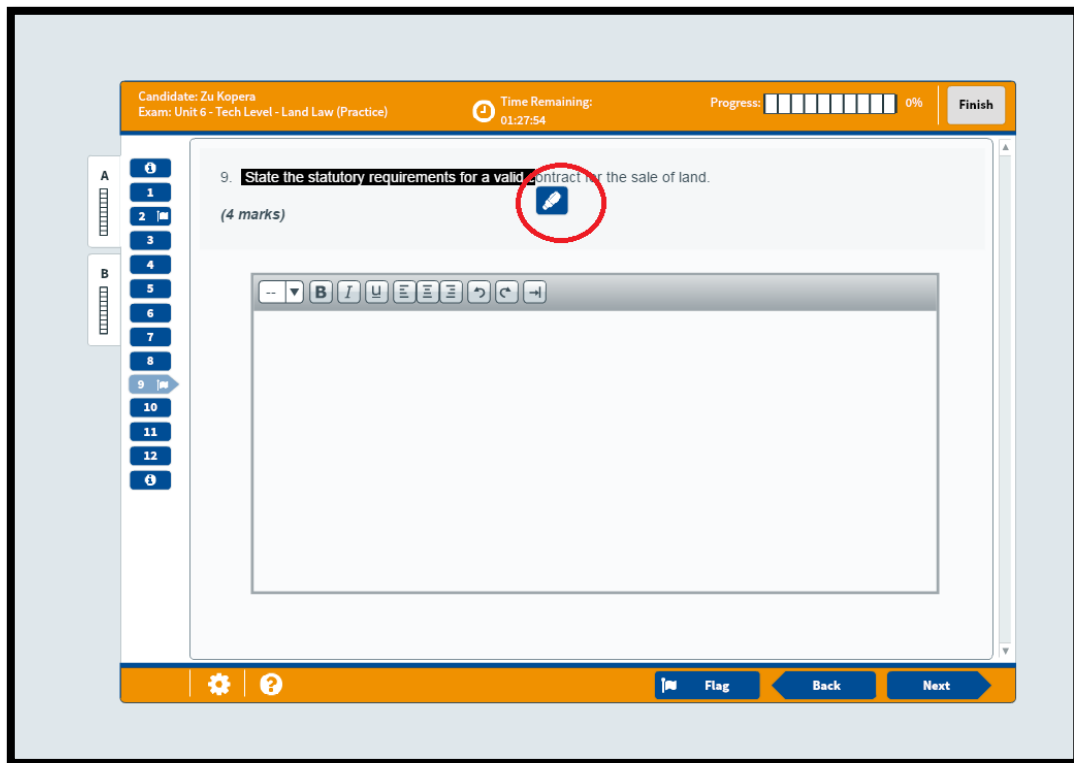 Candidate: Zu Kopera
Exam: Unit 6 - Tech Level - Land Law (Practice)
Time Remaining:
01:27:54
Progress: 0%
Finish
A
B
1
2
3
4
5
6
7
8
9
10
11
12
9. State the statutory requirements for a valid contract for the sale of land.
(4 marks)
-- B I U
Flag
Back
Next